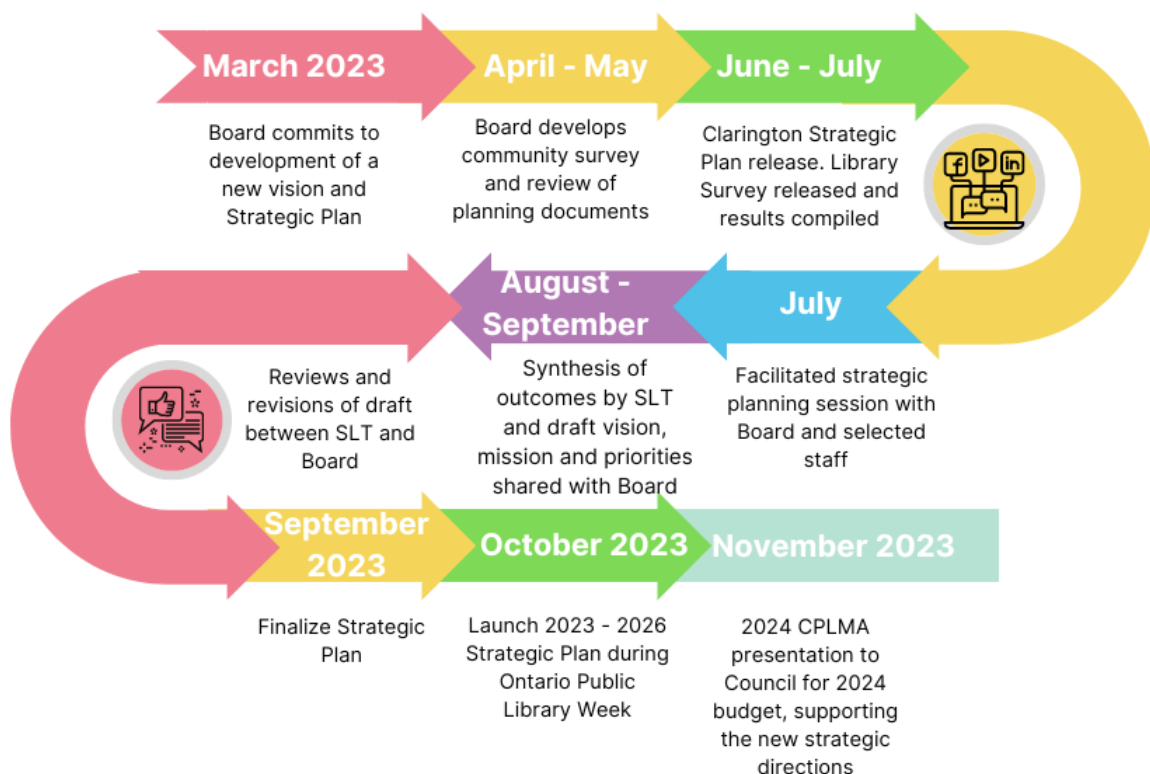 March 2023
Board commits to
development of a
new vision and
Strategic Plan
April - May
Board develops
community survey
and review of
planning documents
June - July
Clarington Strategic
Plan release. Library
Survey released and
results compiled
f
in
July
Facilitated strategic
planning session with
Board and selected
staff
August -
September
Synthesis of
outcomes by SLT
and draft vision,
mission and priorities
shared with Board
Reviews and
revisions of draft
between SLT and
Board
September
2023
Finalize Strategic
Plan
October 2023
Launch 2023 - 2026
Strategic Plan during
Ontario Public
Library Week
November 2023
2024 CPLMA
presentation to
Council for 2024
budget, supporting
the new strategic
directions